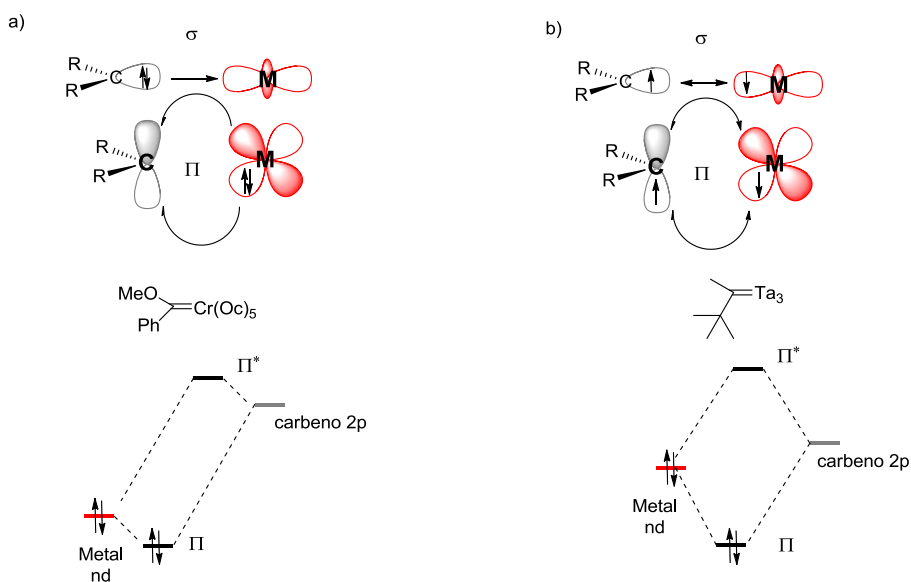 a)
σ
R
R
C
M
R
R
C
Π
M
MeO
Ph
Cr(Oc)5
Π*
carbeno 2p
Metal
nd
Π
b)
σ
R
R
C
M
R
R
C
Π
M
Ta3
Π*
carbeno 2p
Metal
nd
Π